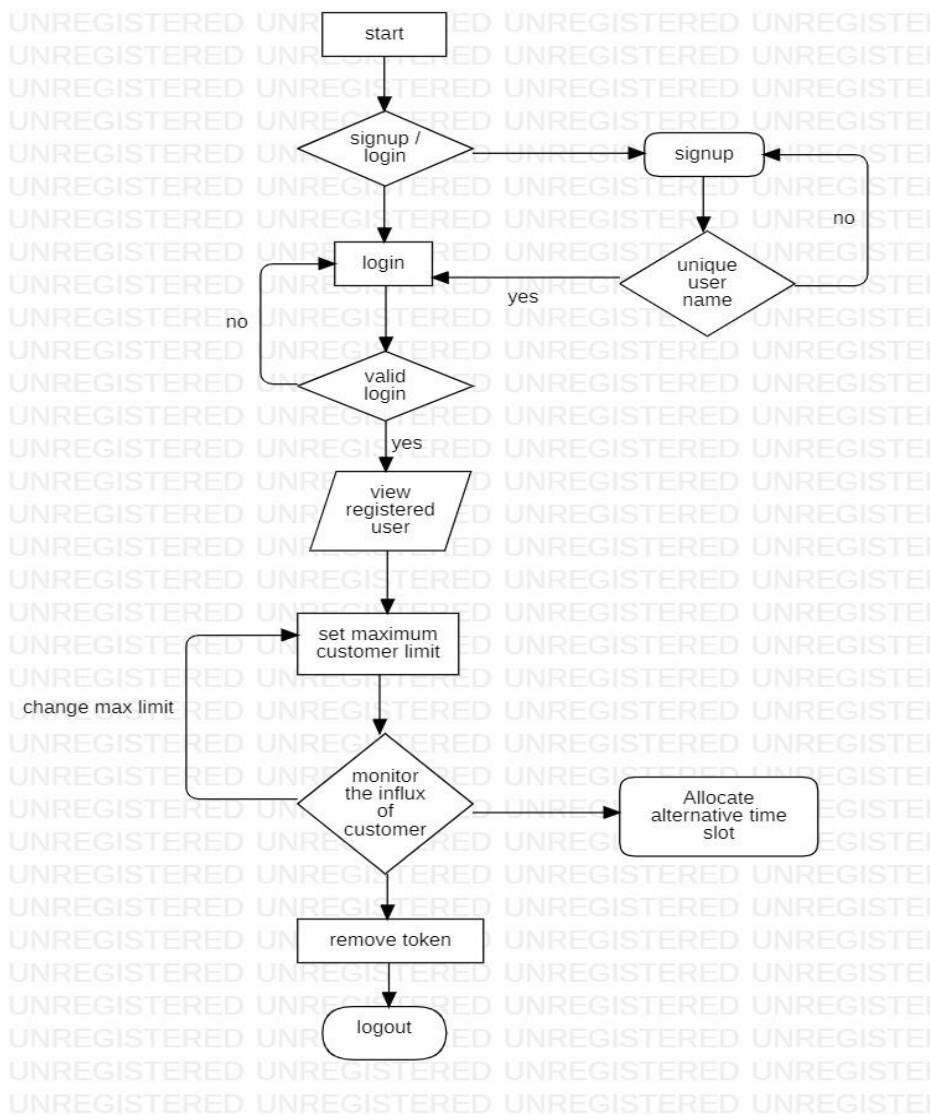 start
signup /
login
signup
no
login
unique
user
name
yes
no
valid
login
yes
view
registered
user
set maximum
customer limit
change max limit
monitor
the influx
of
customer
Allocate
alternative time
slot
remove token
logout
UNREGISTERED